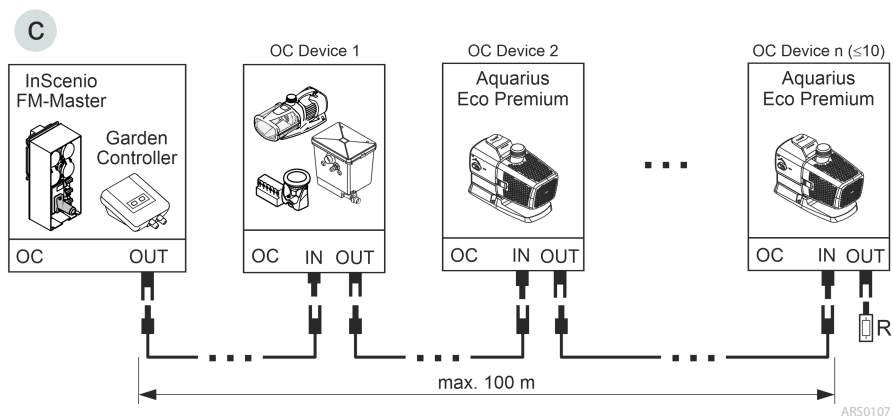 C
OC Device 1
OC Device 2
OC Device n (≤10)
InScenio
FM-Master
Garden
Controller
Aquarius
Eco Premium
Aquarius
Eco Premium
OC OUT
OC IN OUT
OC IN OUT
OC IN OUT
R
max. 100 m
ARS0107